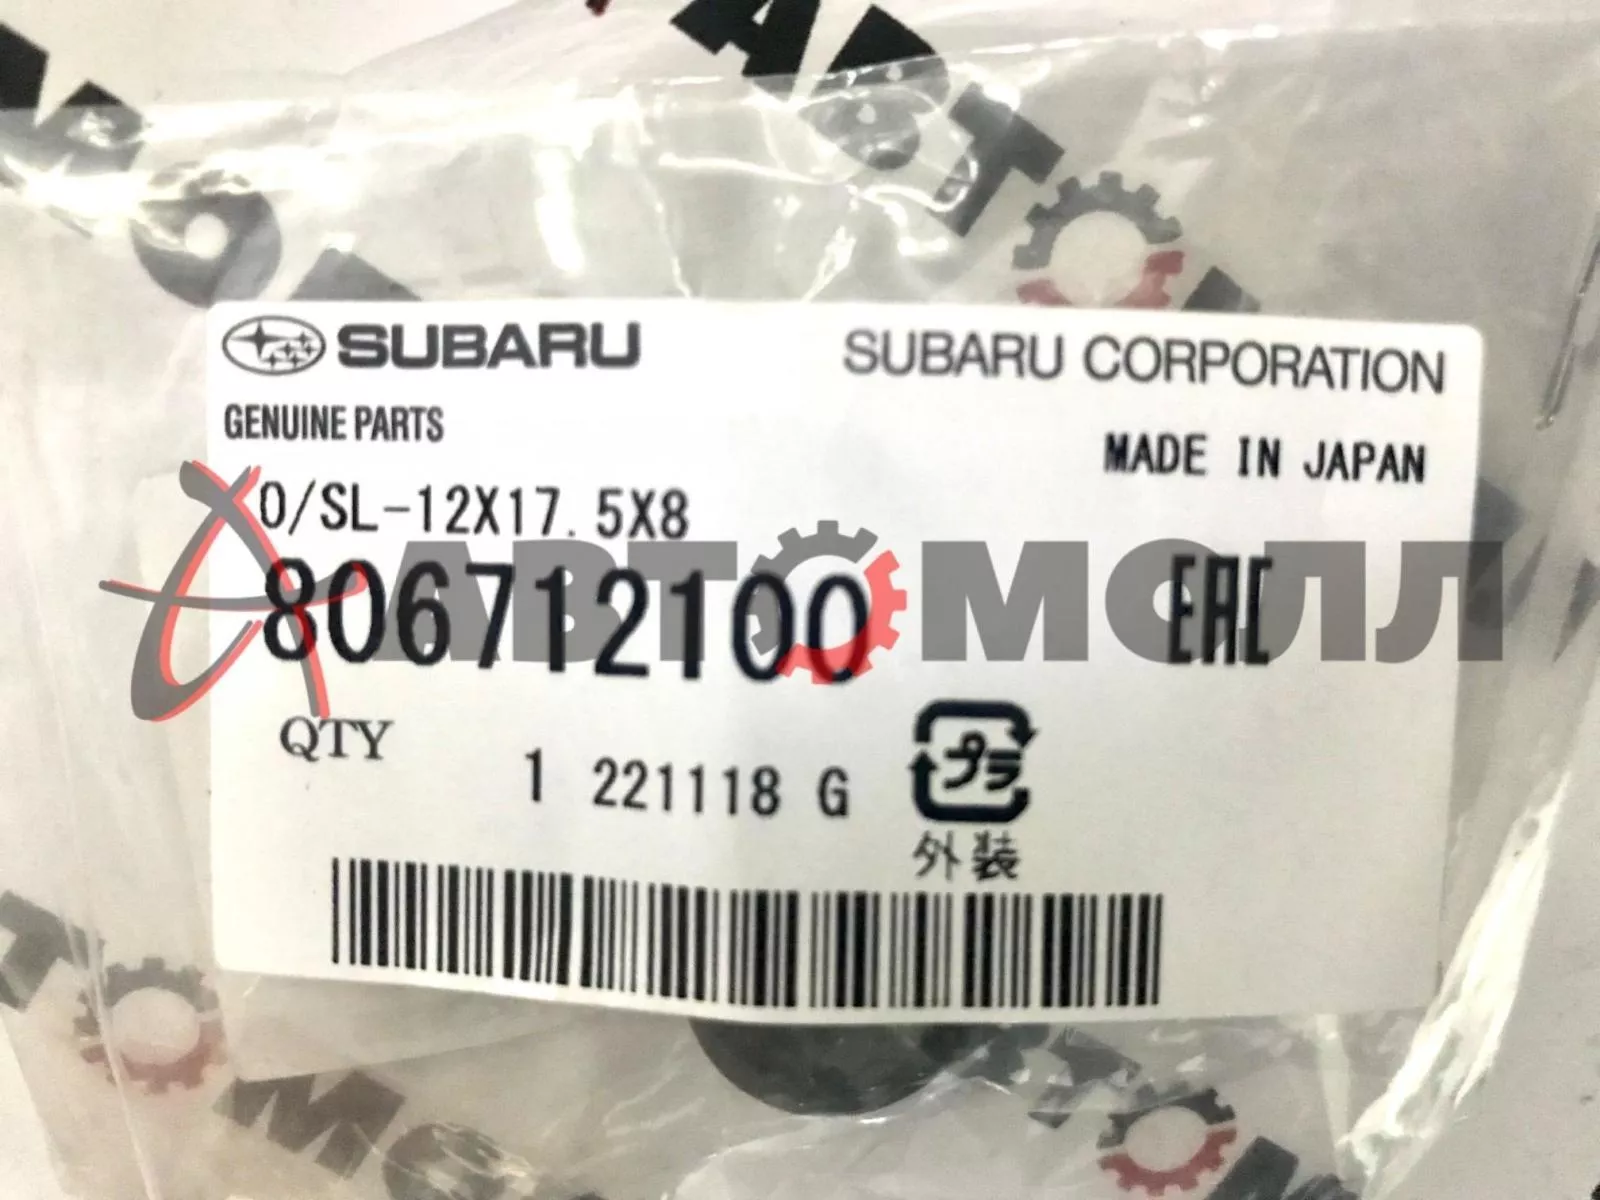 SUBARU
SUBARU CORPORATION
GENUINE PARTS
MADE IN JAPAN
O/SL-12X17.5X8
806712100
EAC
АВТОМОЛЛ
QTY
1 221118 G
プラ
外装